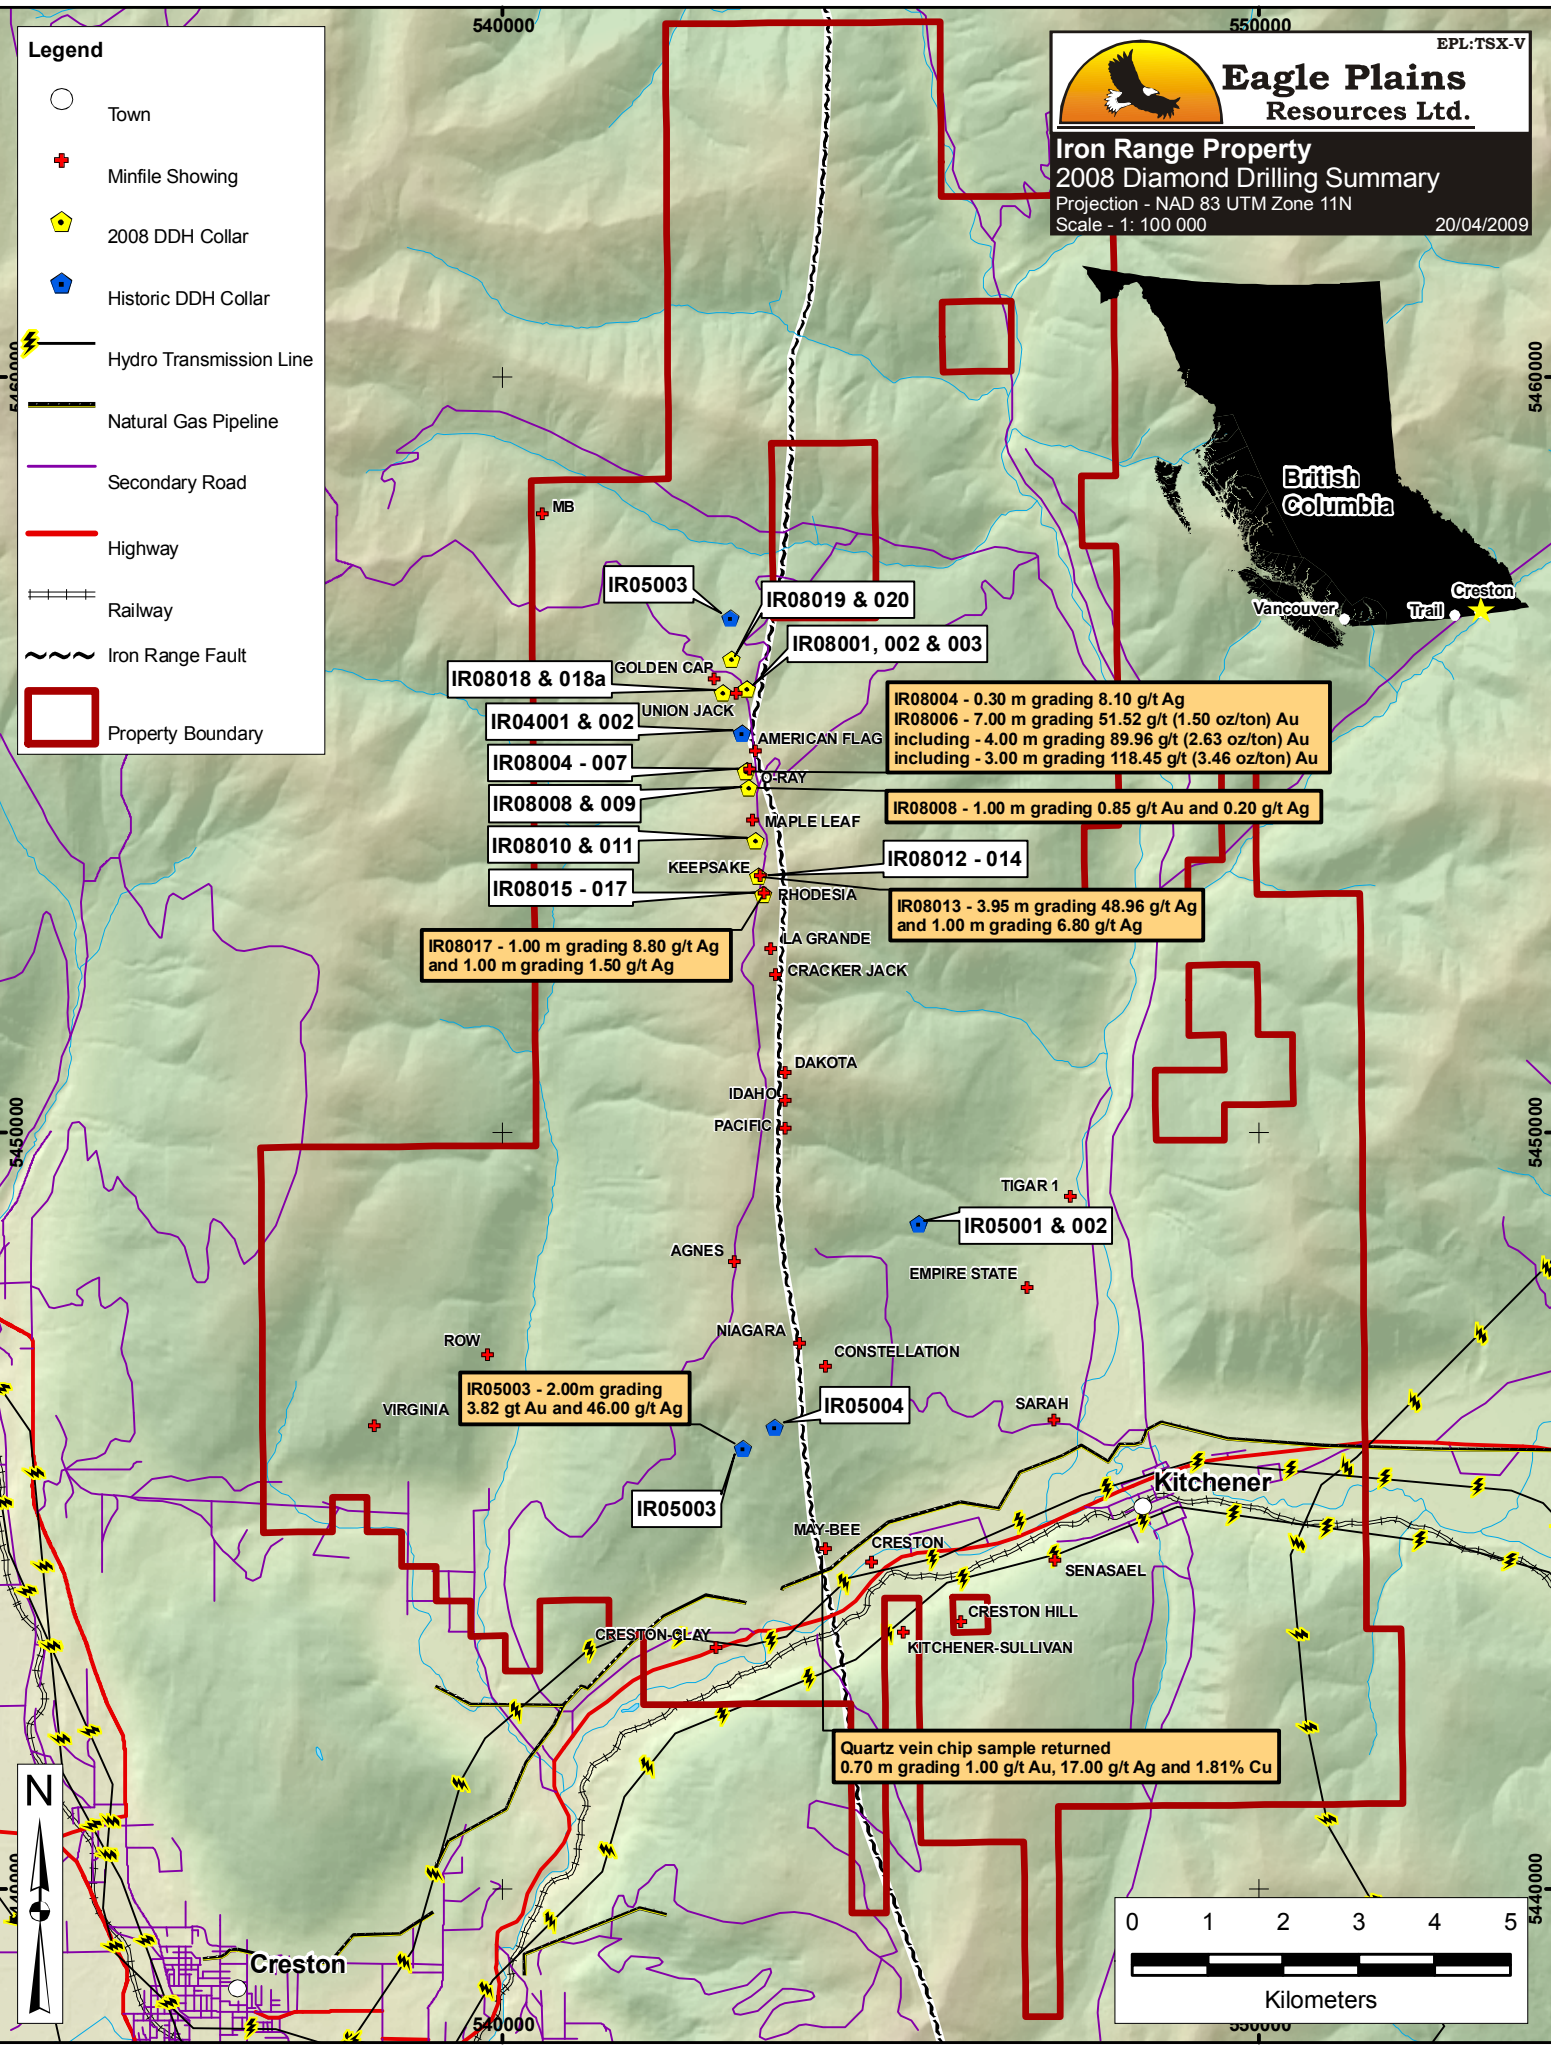 540000
550000
Legend
Town
Minfile Showing
2008 DDH Collar
Historic DDH Collar
Hydro Transmission Line
Natural Gas Pipeline
Secondary Road
Highway
Railway
Iron Range Fault
Property Boundary
EPL:TSX-V
Eagle Plains
Resources Ltd.
Iron Range Property
2008 Diamond Drilling Summary
Projection - NAD 83 UTM Zone 11N
Scale - 1: 100 000
20/04/2009
British
Columbia
Vancouver
Trail
Creston
5460000
5460000
MB
IR05003
IR08019 & 020
IR08001, 002 & 003
GOLDEN CAP
IR08018 & 018a
UNION JACK
IR04001 & 002
AMERICAN FLAG
IR08004 - 007
O-RAY
IR08004 - 0.30 m grading 8.10 g/t Ag
IR08006 - 7.00 m grading 51.52 g/t (1.50 oz/ton) Au
including - 4.00 m grading 89.96 g/t (2.63 oz/ton) Au
including - 3.00 m grading 118.45 g/t (3.46 oz/ton) Au
IR08008 & 009
IR08008 - 1.00 m grading 0.85 g/t Au and 0.20 g/t Ag
MAPLE LEAF
IR08010 & 011
KEEPSAKE
IR08012 - 014
IR08015 - 017
RHODESIA
IR08013 - 3.95 m grading 48.96 g/t Ag
and 1.00 m grading 6.80 g/t Ag
IR08017 - 1.00 m grading 8.80 g/t Ag
and 1.00 m grading 1.50 g/t Ag
LA GRANDE
CRACKER JACK
DAKOTA
IDAHO
PACIFIC
5450000
5450000
TIGAR 1
IR05001 & 002
AGNES
EMPIRE STATE
NIAGARA
CONSTELLATION
ROW
IR05003 - 2.00m grading
3.82 gt Au and 46.00 g/t Ag
VIRGINIA
IR05004
SARAH
Kitchener
IR05003
MAY-BEE
CRESTON
SENASAEL
CRESTON HILL
CRESTON-CLAY
KITCHENER-SULLIVAN
Quartz vein chip sample returned
0.70 m grading 1.00 g/t Au, 17.00 g/t Ag and 1.81% Cu
N
5440000
5440000
0 1 2 3 4 5
Kilometers
Creston
540000
550000